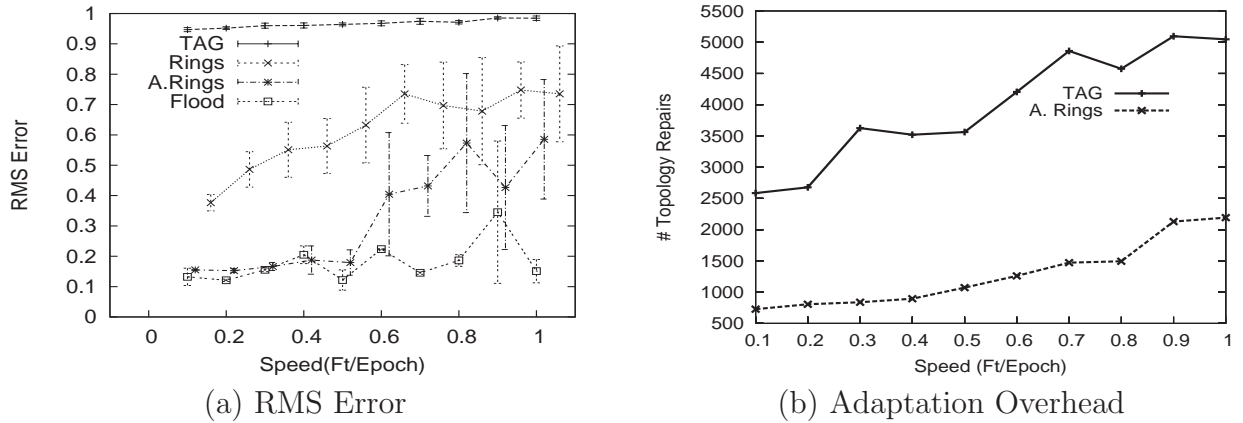 1
0.9
0.8
0.7
0.6
0.5
0.4
0.3
0.2
0.1
0
RMS Error
TAG
Rings
A.Rings
Flood
0 0.2 0.4 0.6 0.8 1
Speed(Ft/Epoch)
(a) RMS Error
5500
5000
4500
4000
3500
3000
2500
2000
1500
1000
500
# Topology Repairs
TAG
A. Rings
0.1 0.2 0.3 0.4 0.5 0.6 0.7 0.8 0.9 1
Speed (Ft/Epoch)
(b) Adaptation Overhead